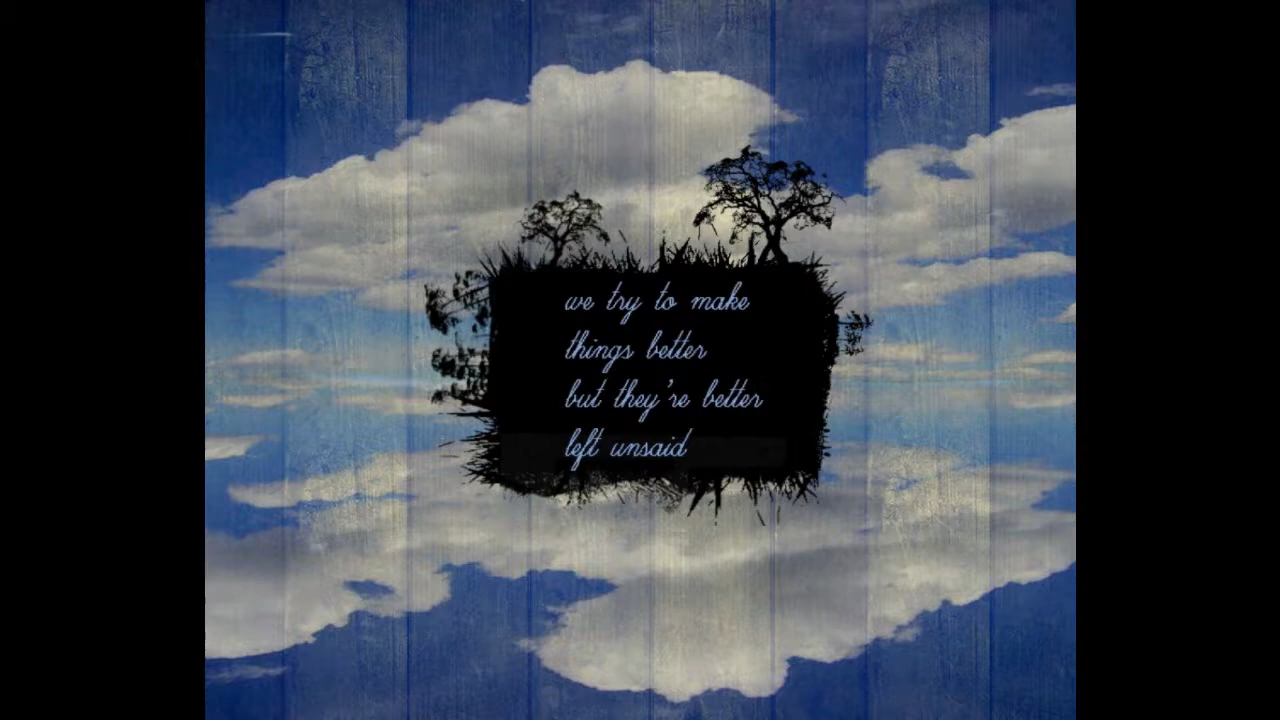 we try to make
things better
but they're better
left unsaid